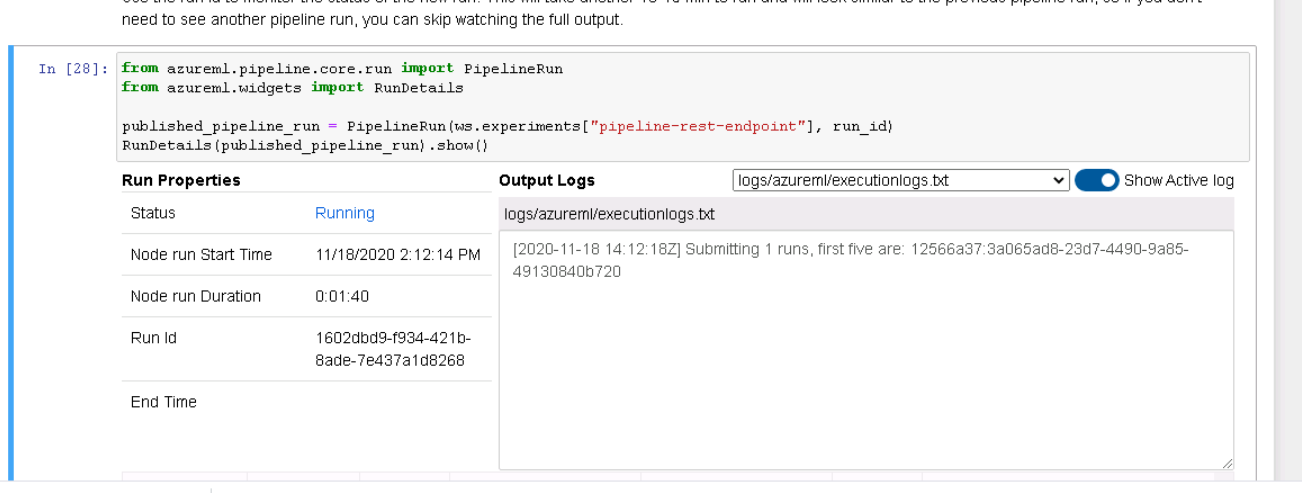 need to see another pipeline run, you can skip watching the full output.
In [28]: from azureml.pipeline.core.run import PipelineRun
from azureml.widgets import RunDetails
published_pipeline_run = PipelineRun(ws.experiments["pipeline-rest-endpoint"], run_id)
RunDetails(published_pipeline_run).show()
Run Properties
Output Logs
logs/azureml/executionlogs.txt
Show Active log
Status Running
Node run Start Time 11/18/2020 2:12:14 PM
Node run Duration 0:01:40
Run Id 1602dbd9-f934-421b-
8ade-7e437a1d8268
End Time
logs/azureml/executionlogs.txt
[2020-11-18 14:12:18Z] Submitting 1 runs, first five are: 12566a37:3a065ad8-23d7-4490-9a85-
49130840b720